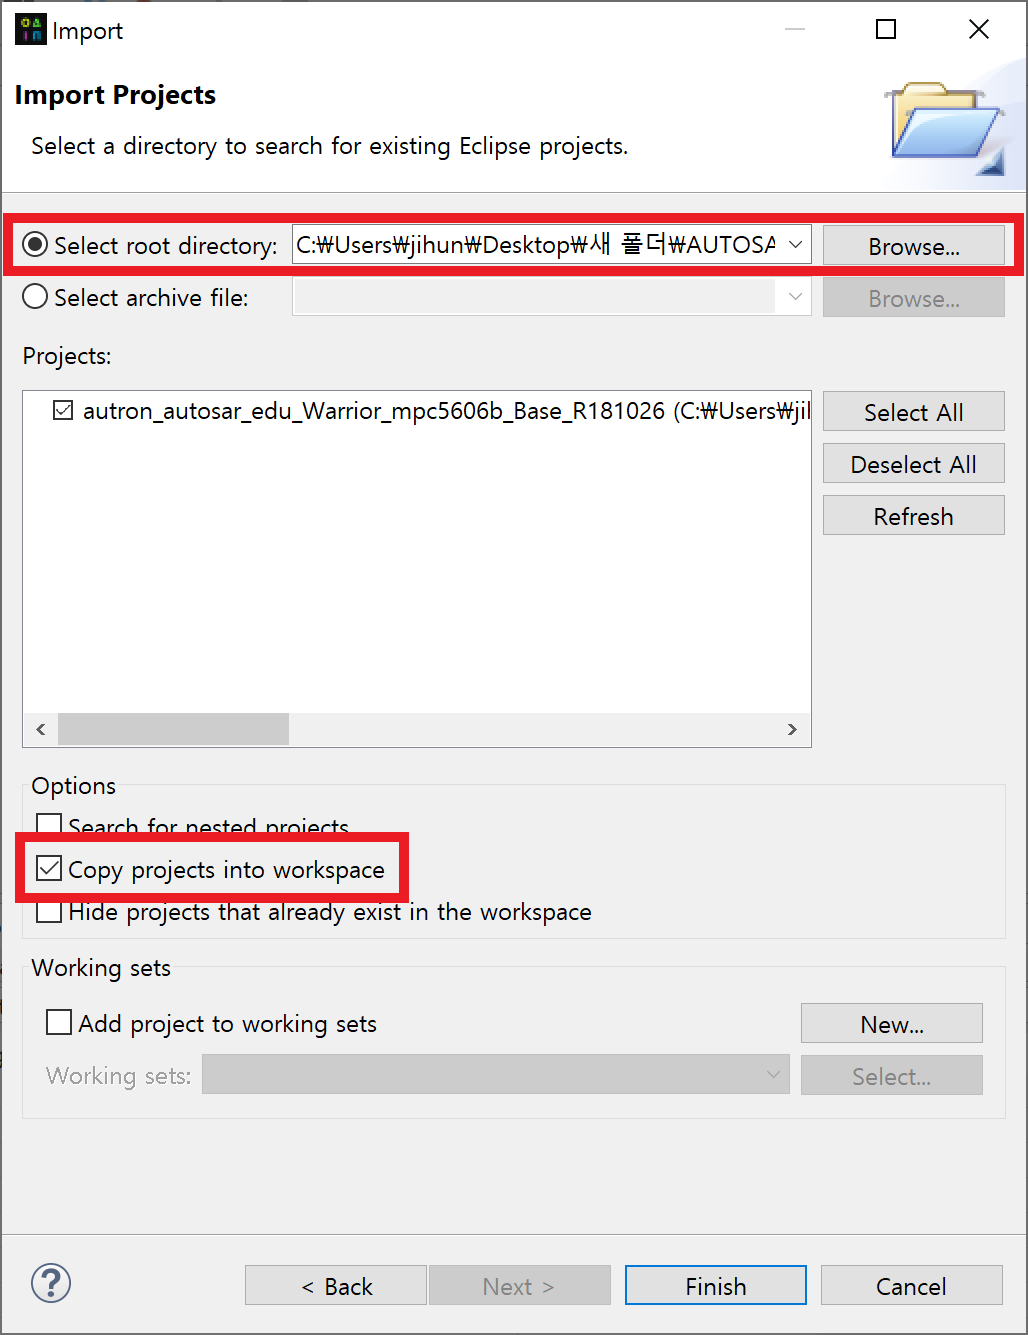 Import
Import Projects
Select a directory to search for existing Eclipse projects.
Select root directory: C:₩Users₩jihun₩Desktop₩새 폴더₩AUTOSA Browse...
Select archive file: Browse...
Projects:
autron_autosar_edu_Warrior_mpc5606b_Base_R181026 (C:₩Users₩jil
Select All
Deselect All
Refresh
Options
Search for nested projects
Copy projects into workspace
Hide projects that already exist in the workspace
Working sets
Add project to working sets New...
Working sets: Select...
? < Back Next > Finish Cancel